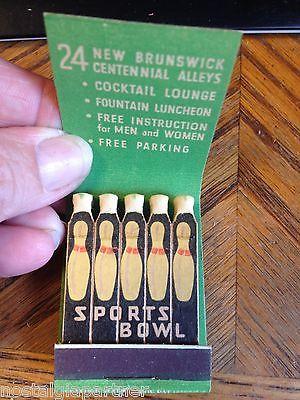 24 NEW BRUNSWICK
CENTENNIAL ALLEYS
• COCKTAIL LOUNGE
• FOUNTAIN LUNCHEON
• FREE INSTRUCTION
for MEN and WOMEN
• FREE PARKING
SPORTS
BOWL
nostalgiapartner